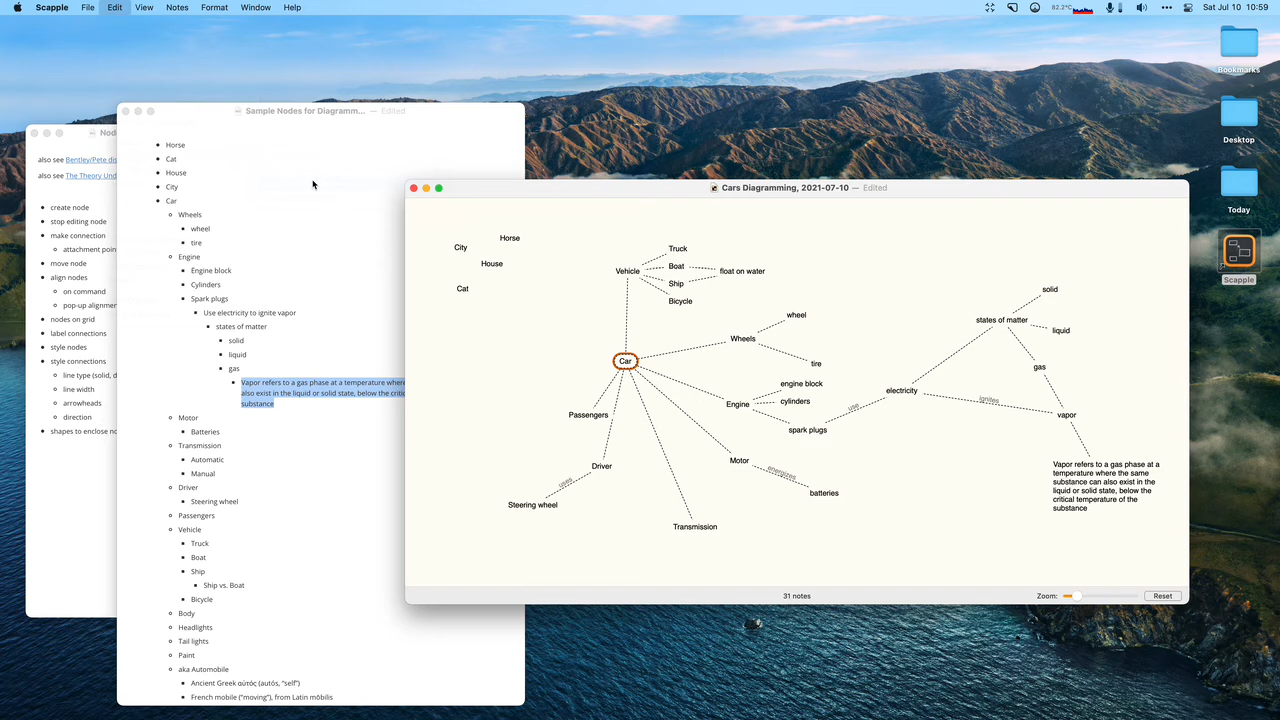 Scapple File Edit View Notes Format Window Help
82.2°C
Sat Jul 10 10:59
Bookmarks
Desktop
Today
Scapple
also see Bentley/Pete
also see The Theory
create node
stop editing node
make connection
attachment
move node
align nodes
on command
pop-up
nodes on grid
label connections
style nodes
style connections
line type (solid,
line width
arrowheads
direction
shapes to enclose
Sample Nodes for Diagramm... — Edited
Horse
Cat
House
City
Car
Wheels
wheel
tire
Engine
Engine block
Cylinders
Spark plugs
Use electricity to ignite vapor
states of matter
solid
liquid
gas
Vapor refers to a gas phase at a temperature where
also exist in the liquid or solid state, below the
substance
Motor
Batteries
Transmission
Automatic
Manual
Driver
Steering wheel
Passengers
Vehicle
Truck
Boat
Ship
Ship vs. Boat
Bicycle
Body
Headlights
Tail lights
Paint
aka Automobile
Ancient Greek αὐτός (autós, “self”)
French mobile (“moving”), from Latin mōbilis
Cars Diagramming, 2021-07-10 — Edited
Horse
City
House
Cat
Truck
Vehicle
Boat
float on water
Ship
Bicycle
wheel
Wheels
tire
Car
engine block
Engine
cylinders
spark plugs
use
electricity
ignites
vapor
solid
states of matter
liquid
gas
Vapor refers to a gas phase at a
temperature where the same
substance can also exist in the
liquid or solid state, below the
critical temperature of the
substance
Passengers
Driver
uses
Steering wheel
Motor
energizes
batteries
Transmission
31 notes
Zoom:
Reset